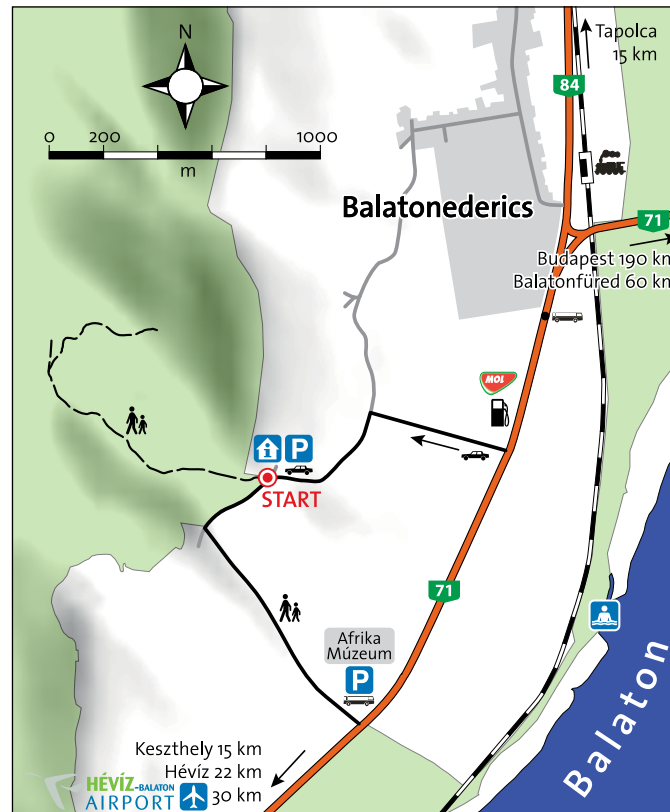 N
0 200 1000
m
Tapolca
15 km
84
Balatonederics
71
Budapest 190 km
Balatonfüred 60 km
MOL
i P
START
71
Afrika
Múzeum
P
Keszthely 15 km
Hévíz 22 km
HÉVÍZ-BALATON
AIRPORT 30 km
Balaton